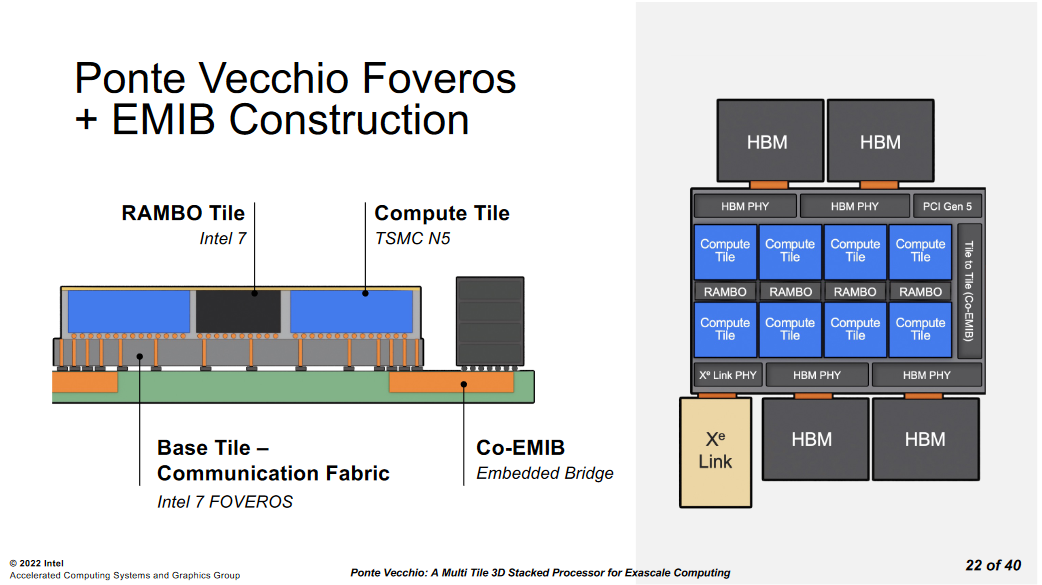 Ponte Vecchio Foveros
+ EMIB Construction
RAMBO Tile
Intel 7
Compute Tile
TSMC N5
Base Tile –
Communication Fabric
Intel 7 FOVEROS
Co-EMIB
Embedded Bridge
HBM
HBM
HBM PHY
HBM PHY
PCI Gen 5
Compute
Tile
Compute
Tile
Compute
Tile
Compute
Tile
RAMBO
RAMBO
RAMBO
RAMBO
Compute
Tile
Compute
Tile
Compute
Tile
Compute
Tile
Tile to Tile (Co-EMIB)
Xᵉ Link PHY
HBM PHY
HBM PHY
Xᵉ
Link
HBM
HBM
© 2022 Intel
Accelerated Computing Systems and Graphics Group
Ponte Vecchio: A Multi Tile 3D Stacked Processor for Exascale Computing
22 of 40